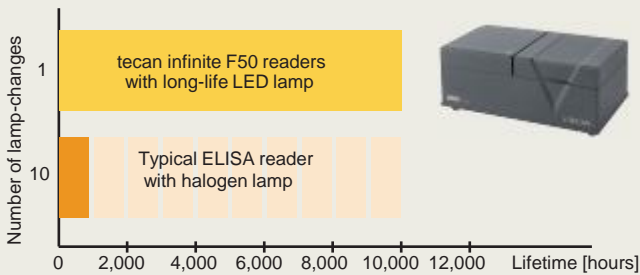 Number of lamp-changes
1
tecan infinite F50 readers
with long-life LED lamp
10
Typical ELISA reader
with halogen lamp
0 2,000 4,000 6,000 8,000 10,000 12,000 Lifetime [hours]